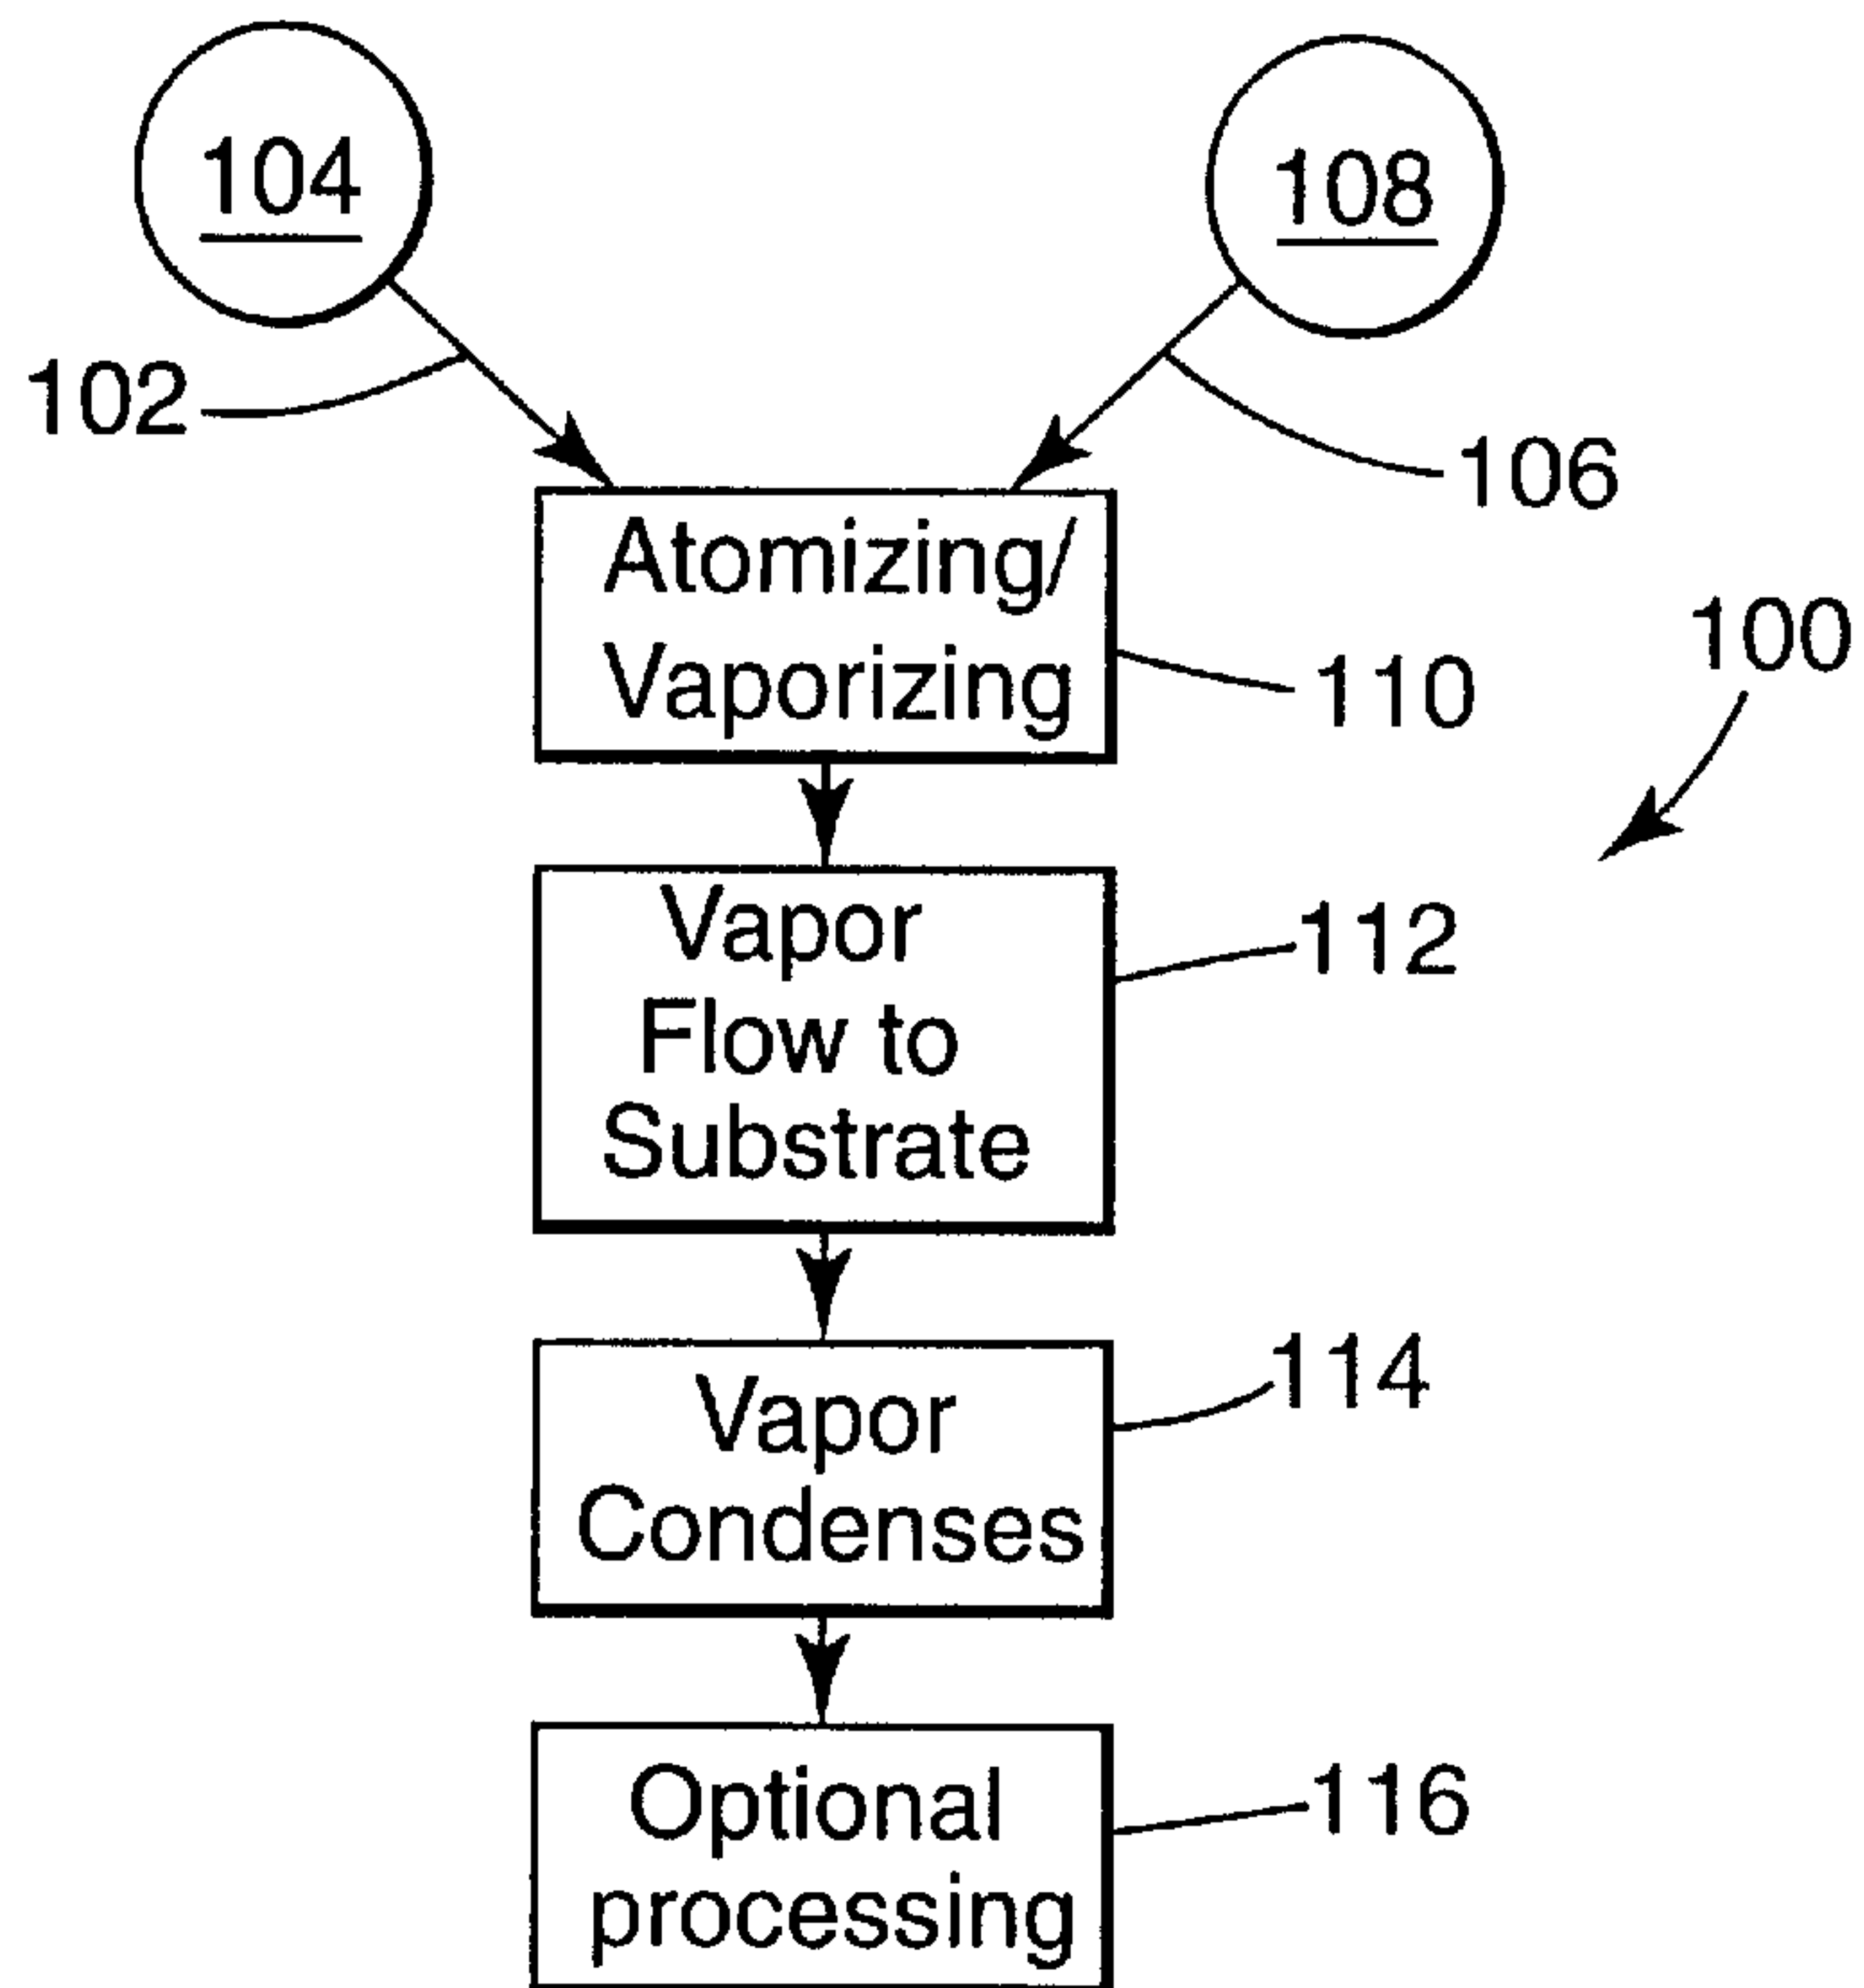 104
108
102
106
Atomizing/
Vaporizing
110
100
Vapor
Flow to
Substrate
112
Vapor
Condenses
114
Optional
processing
116